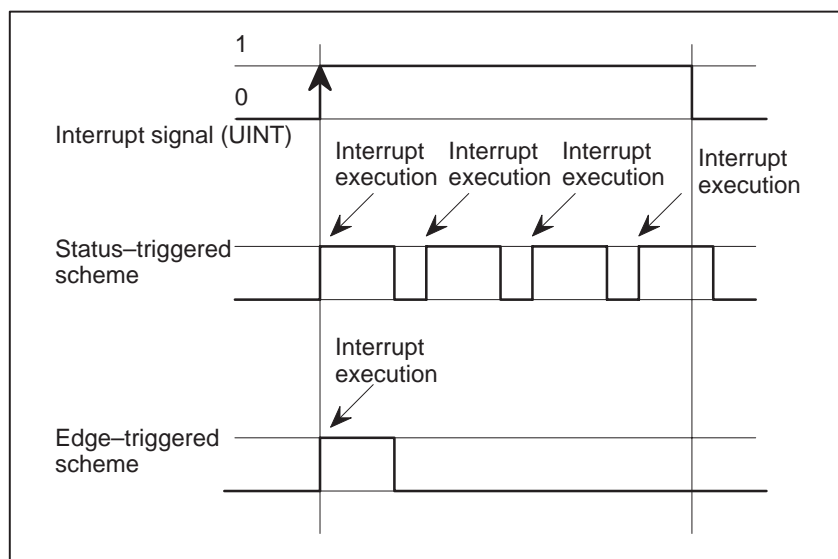 1
0
Interrupt signal (UINT)
Interrupt
execution
Interrupt
execution
Interrupt
execution
Interrupt
execution
Status–triggered
scheme
Interrupt
execution
Edge–triggered
scheme